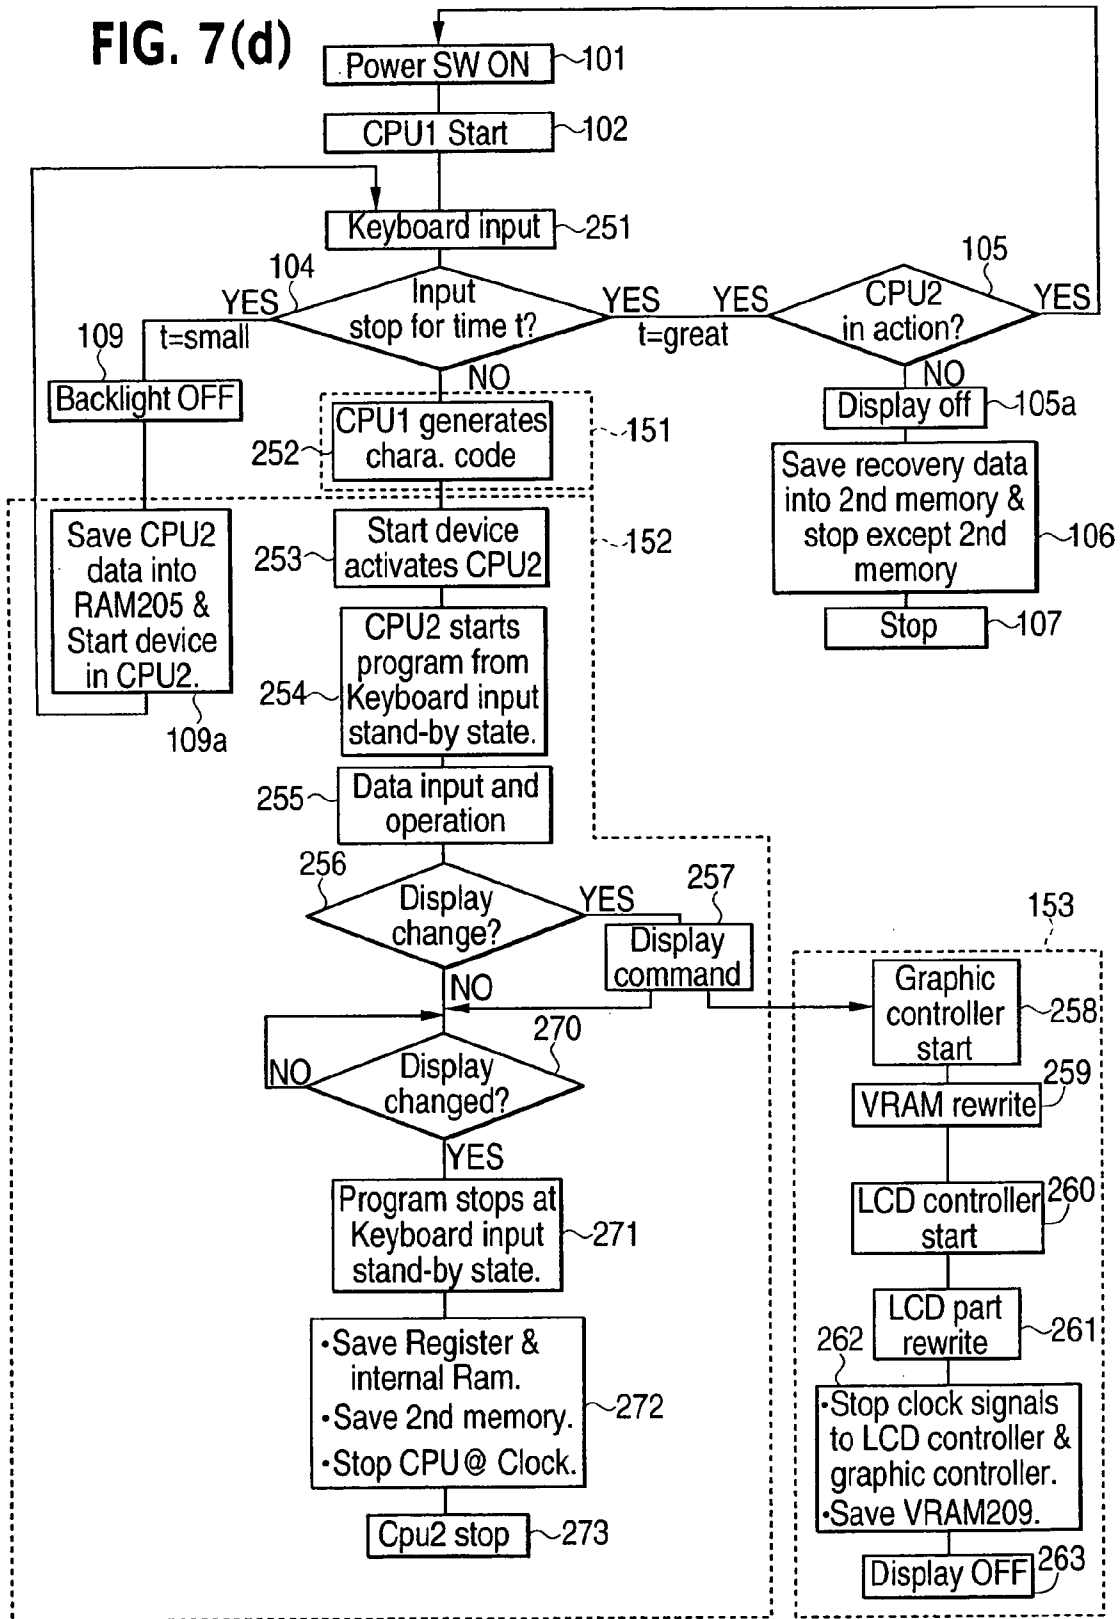 FIG. 7(d)
Power SW ON
101
CPU1 Start
102
Keyboard input
251
104
Input
stop for time t?
YES
t=small
YES
t=great
NO
105
YES
CPU2
in action?
YES
NO
109
Backlight OFF
Display off
105a
Save recovery data
into 2nd memory &
stop except 2nd
memory
106
Stop
107
252
CPU1 generates
chara. code
151
Save CPU2
data into
RAM205 &
Start device
in CPU2.
109a
253
Start device
activates CPU2
152
254
CPU2 starts
program from
Keyboard input
stand-by state.
255
Data input and
operation
256
Display
change?
YES
NO
257
Display
command
270
Display
changed?
NO
YES
Program stops at
Keyboard input
stand-by state.
271
•Save Register &
internal Ram.
•Save 2nd memory.
•Stop CPU@ Clock.
272
Cpu2 stop
273
153
Graphic
controller
start
258
259
VRAM rewrite
260
LCD controller
start
LCD part
rewrite
261
262
•Stop clock signals
to LCD controller &
graphic controller.
•Save VRAM209.
Display OFF
263